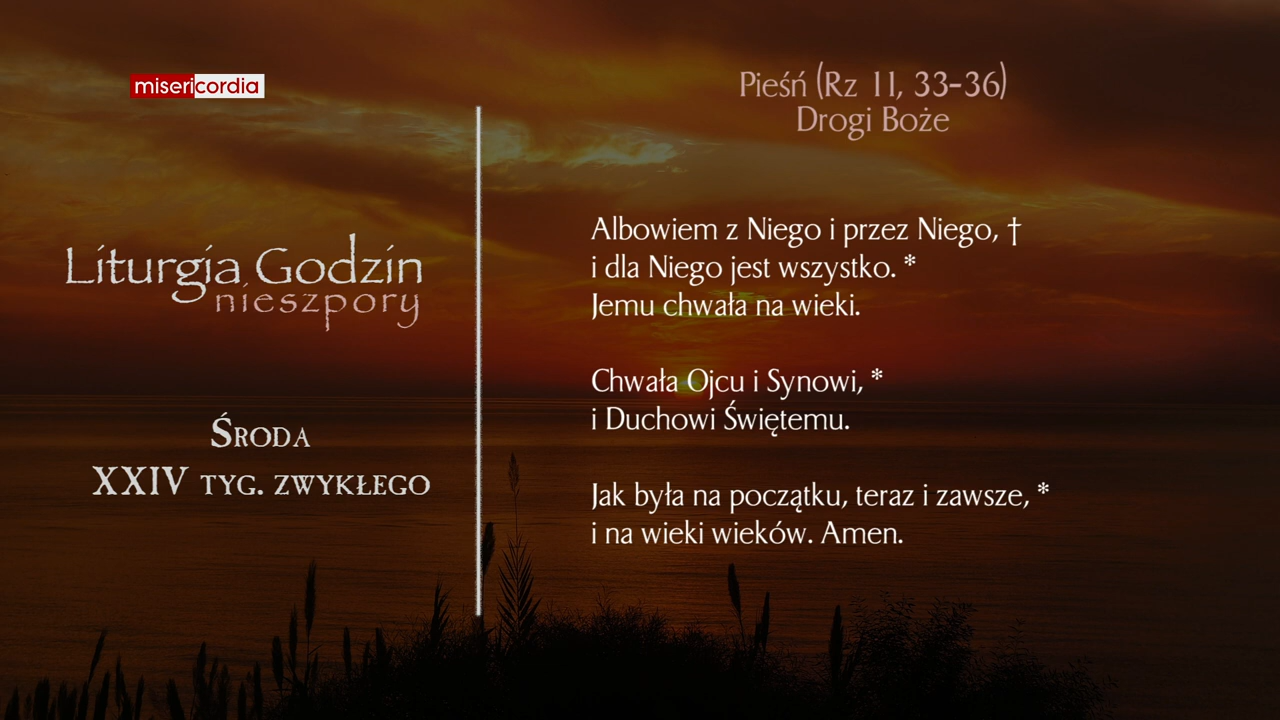 misericordia
Liturgia Godzin
nieszpory
Środa
XXIV tyg. zwykłego
Pieśń (Rz 11, 33-36)
Drogi Boże
Albowiem z Niego i przez Niego, †
i dla Niego jest wszystko. *
Jemu chwała na wieki.
Chwała Ojcu i Synowi, *
i Duchowi Świętemu.
Jak była na początku, teraz i zawsze, *
i na wieki wieków. Amen.